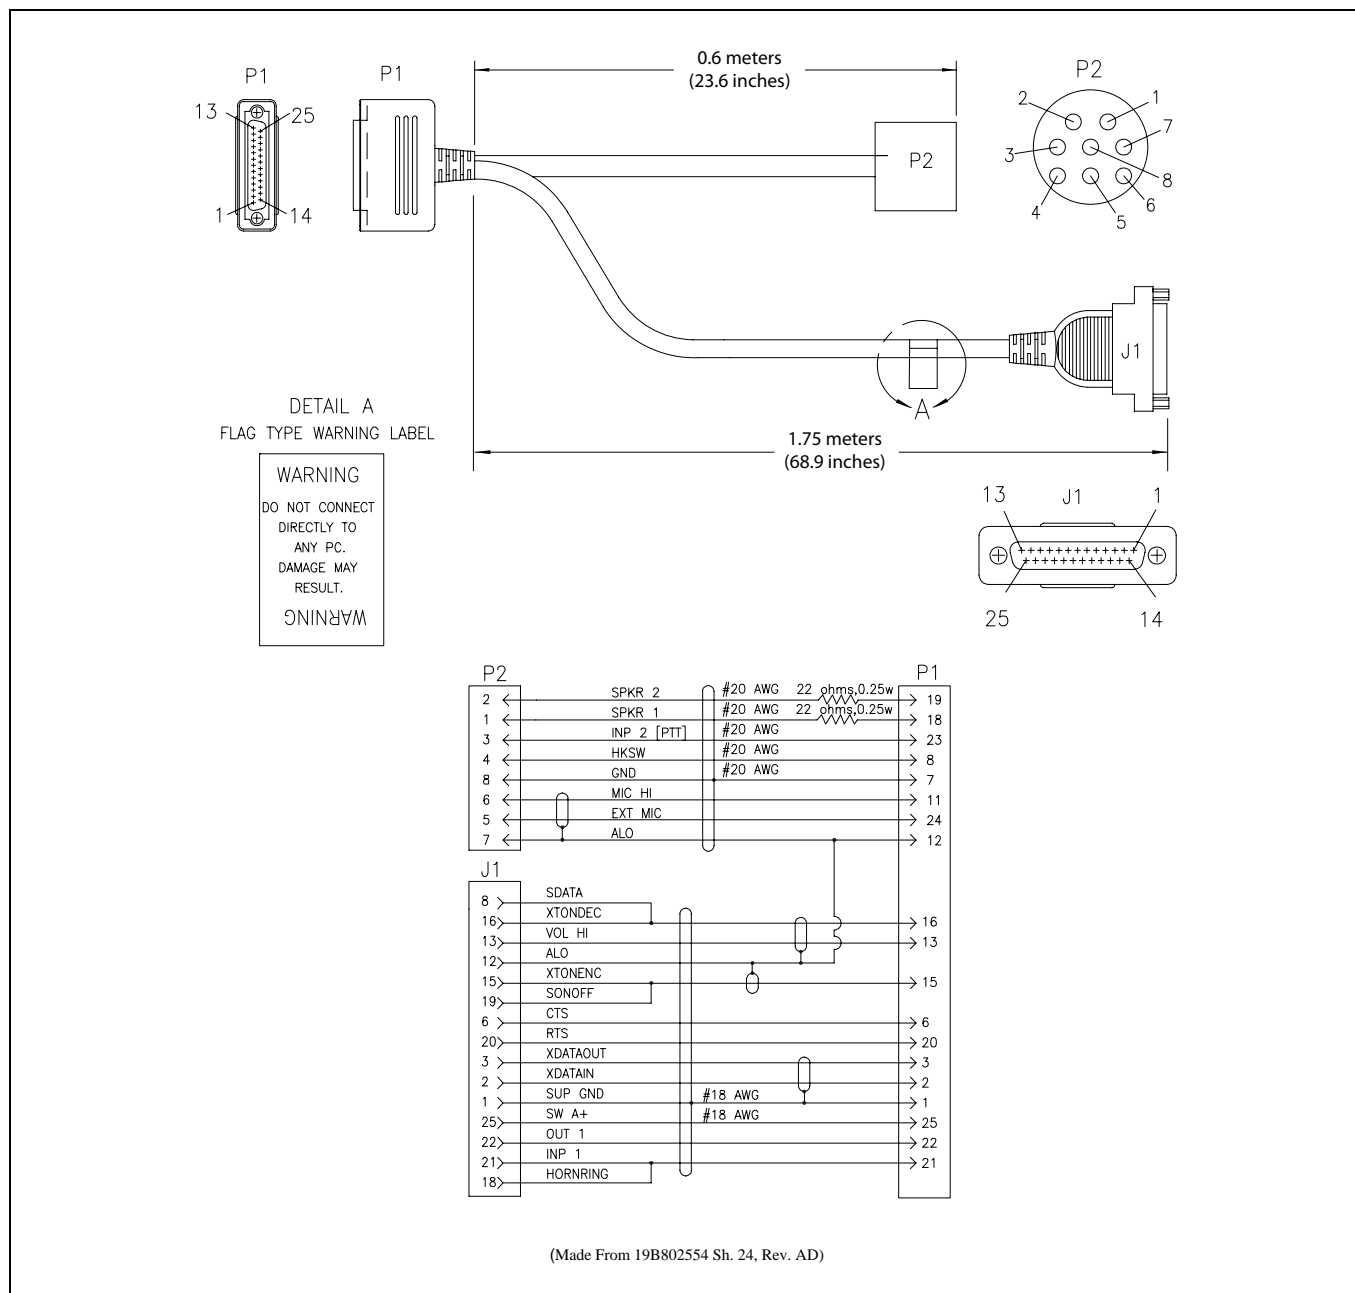 0.6 meters
(23.6 inches)
P1
P1
P2
13
25
1
14
P2
2
1
3
7
8
4
5
6
J1
A
DETAIL A
FLAG TYPE WARNING LABEL
1.75 meters
(68.9 inches)
WARNING
DO NOT CONNECT
DIRECTLY TO
ANY PC.
DAMAGE MAY
RESULT.
WARNING
13
J1
1
25
14
P2
P1
2 SPKR 2 #20 AWG 22 ohms,0.25w 19
1 SPKR 1 #20 AWG 22 ohms,0.25w 18
3 INP 2 [PTT] #20 AWG 23
4 HKSW #20 AWG 8
8 GND #20 AWG 7
6 MIC HI 11
5 EXT MIC 24
7 ALO 12
J1
8 SDATA
16 XTONDEC 16
13 VOL HI 13
12 ALO
15 XTONENC 15
19 SONOFF
6 CTS 6
20 RTS 20
3 XDATAOUT 3
2 XDATAIN 2
1 SUP GND #18 AWG 1
25 SW A+ #18 AWG 25
22 OUT 1 22
21 INP 1 21
18 HORNRING
(Made From 19B802554 Sh. 24, Rev. AD)